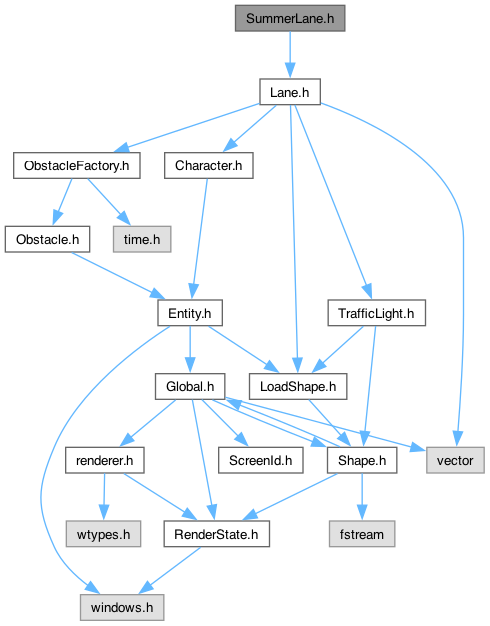 SummerLane.h
Lane.h
ObstacleFactory.h
Character.h
Obstacle.h
time.h
Entity.h
TrafficLight.h
Global.h
LoadShape.h
renderer.h
ScreenId.h
Shape.h
vector
wtypes.h
RenderState.h
fstream
windows.h